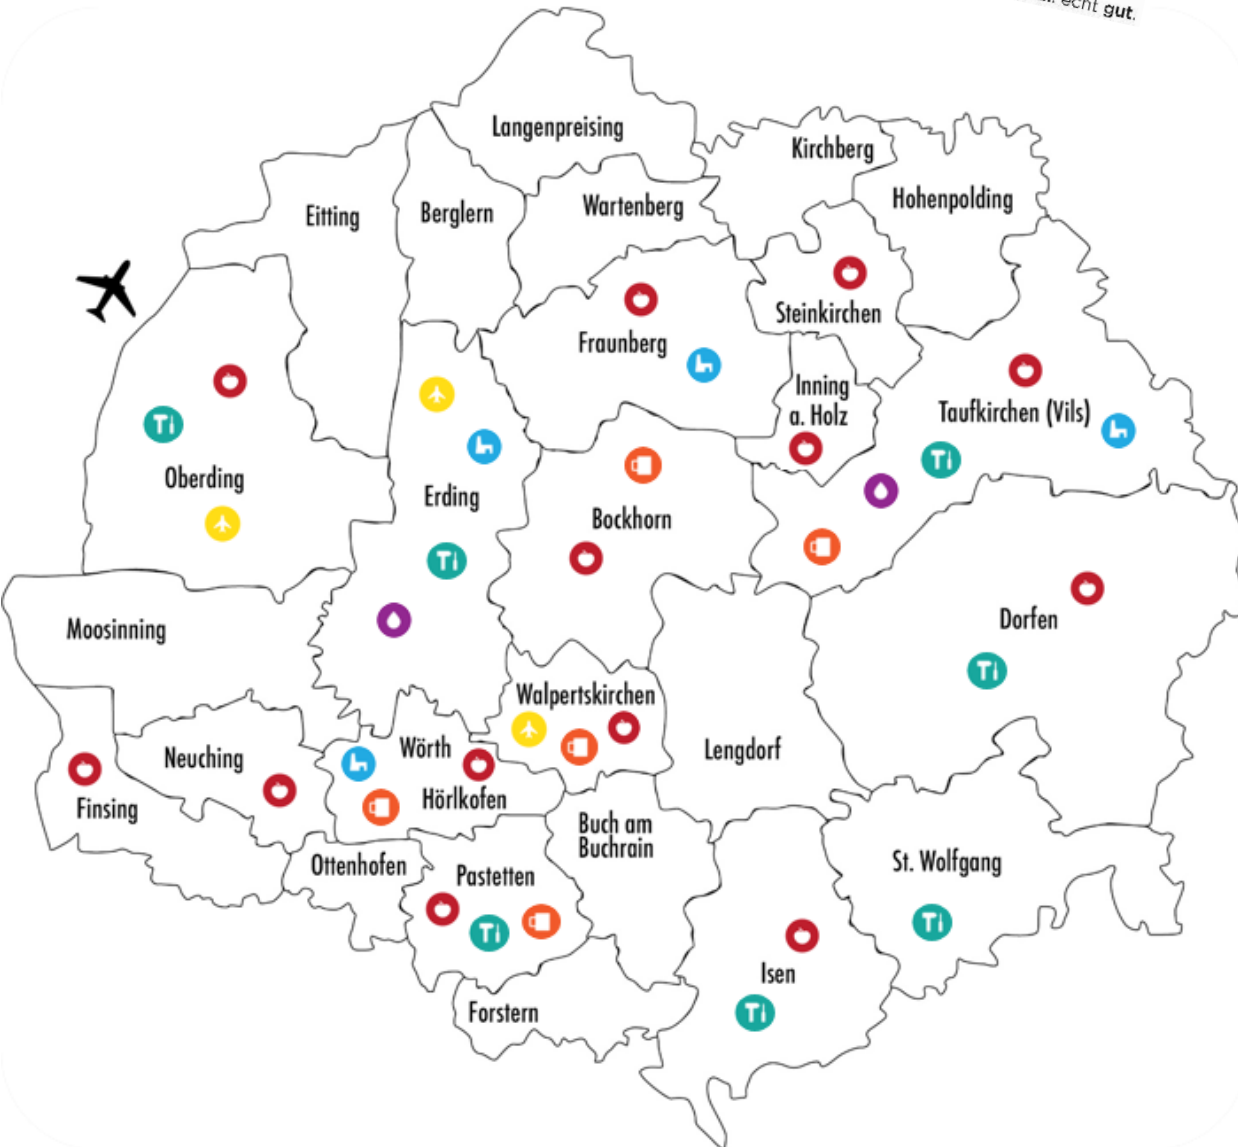 echt gut.
Langenpreising
Kirchberg
Hohenpolding
Wartenberg
Berglern
Eitting
Steinkirchen
Fraunberg
Inning
a. Holz
Taufkirchen (Vils)
Oberding
Erding
Bockhorn
Dorfen
Moosinning
Walpertskirchen
Wörth
Hörlkofen
Lengdorf
Neuching
Finsing
Buch am
Buchrain
Ottenhofen
St. Wolfgang
Pastetten
Isen
Forstern